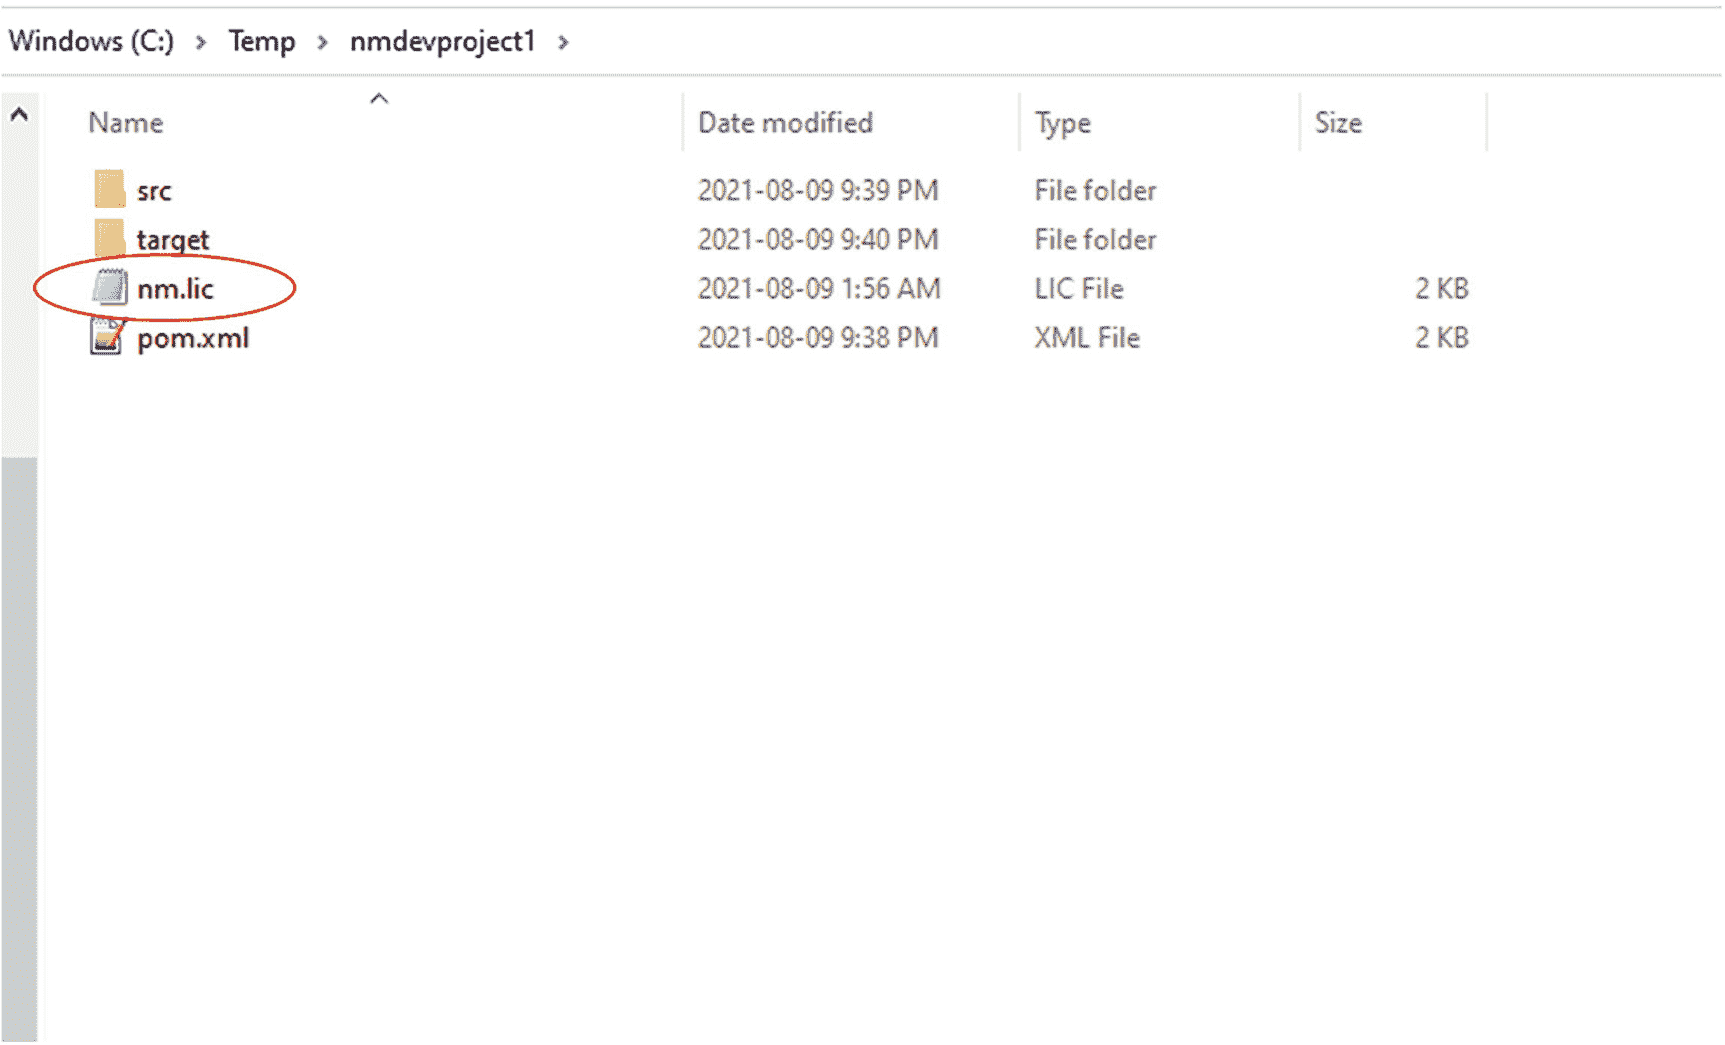 Windows (C:) > Temp > nmdevproject1 >
Name Date modified Type Size
src 2021-08-09 9:39 PM File folder
target 2021-08-09 9:40 PM File folder
nm.lic 2021-08-09 1:56 AM LIC File 2 KB
pom.xml 2021-08-09 9:38 PM XML File 2 KB